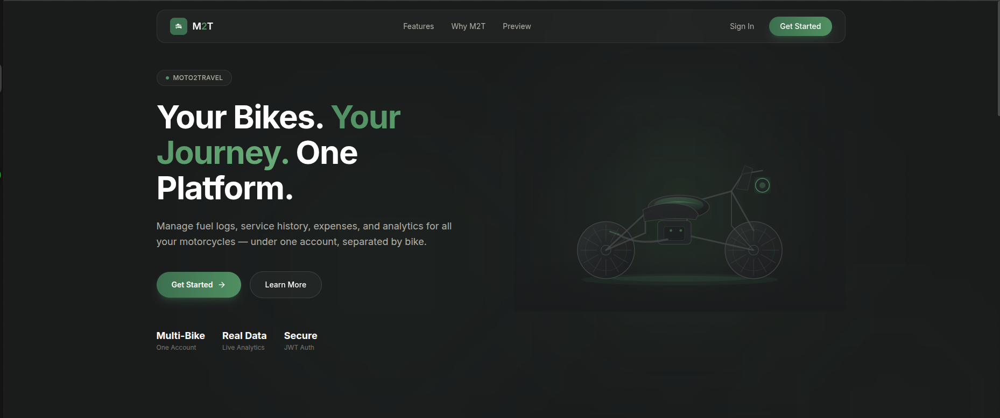 M2T
Features
Why M2T
Preview
Sign In
Get Started
MOTO2TRAVEL
Your Bikes. Your
Journey. One
Platform.
Manage fuel logs, service history, expenses, and analytics for all
your motorcycles — under one account, separated by bike.
Get Started →
Learn More
Multi-Bike
One Account
Real Data
Live Analytics
Secure
JWT Auth